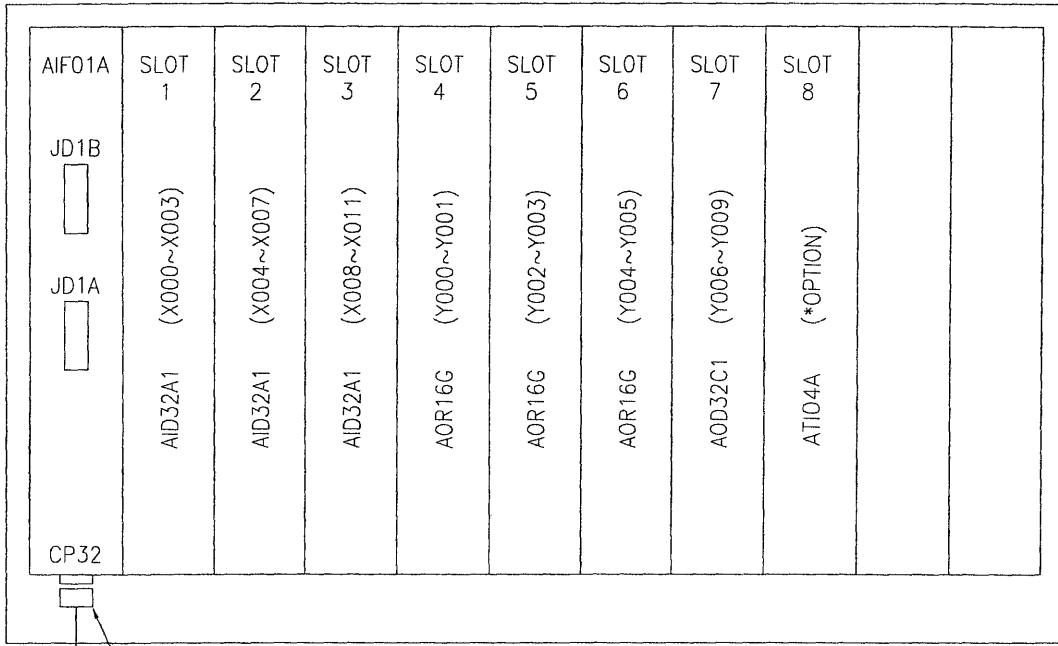 AIF01A
JD1B
JD1A
CP32
SLOT
1
(X000~X003)
AID32A1
SLOT
2
(X004~X007)
AID32A1
SLOT
3
(X008~X011)
AID32A1
SLOT
4
(Y000~Y001)
AOR16G
SLOT
5
(Y002~Y003)
AOR16G
SLOT
6
(Y004~Y005)
AOR16G
SLOT
7
(Y006~Y009)
AOD32C1
SLOT
8
(*OPTION)
ATI04A